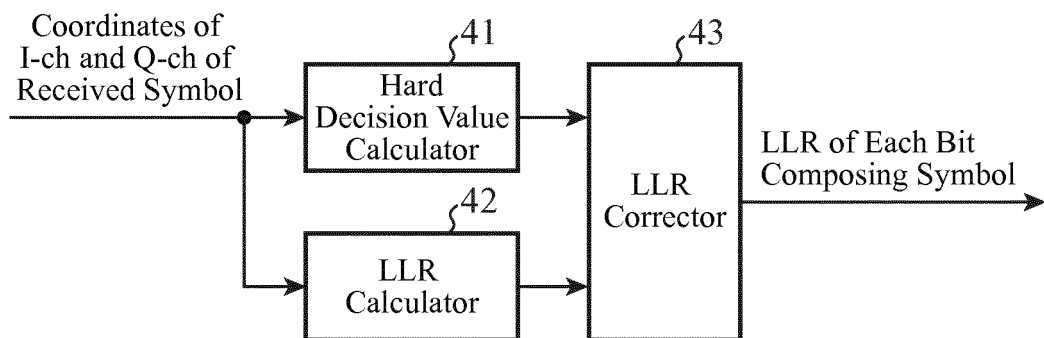 Coordinates of
I-ch and Q-ch of
Received Symbol
41
Hard
Decision Value
Calculator
42
LLR
Calculator
43
LLR
Corrector
LLR of Each Bit
Composing Symbol